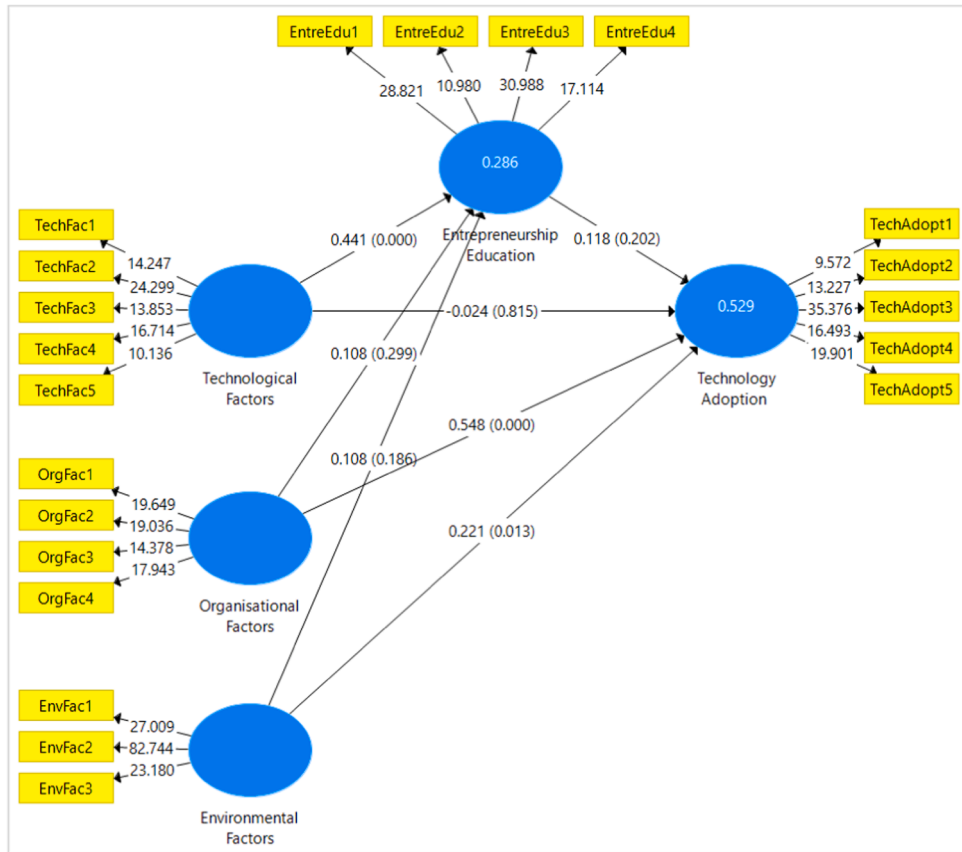 EntreEdu1
EntreEdu2
EntreEdu3
EntreEdu4
28.821
10.980
30.988
17.114
0.286
Entrepreneurship
Education
TechFac1
TechFac2
TechFac3
TechFac4
TechFac5
14.247
24.299
13.853
16.714
10.136
Technological
Factors
0.441 (0.000)
0.118 (0.202)
-0.024 (0.815)
0.108 (0.299)
0.548 (0.000)
0.108 (0.186)
0.221 (0.013)
0.529
Technology
Adoption
9.572
13.227
35.376
16.493
19.901
TechAdopt1
TechAdopt2
TechAdopt3
TechAdopt4
TechAdopt5
OrgFac1
OrgFac2
OrgFac3
OrgFac4
19.649
19.036
14.378
17.943
Organisational
Factors
EnvFac1
EnvFac2
EnvFac3
27.009
82.744
23.180
Environmental
Factors